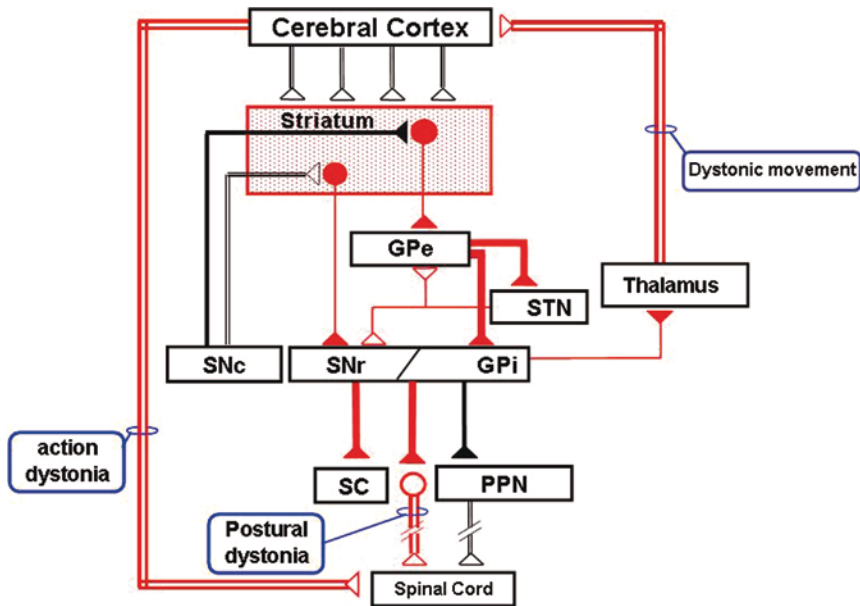 Cerebral Cortex
Striatum
Dystonic movement
GPe
Thalamus
STN
SNc
SNr
GPi
action
dystonia
SC
PPN
Postural
dystonia
Spinal Cord